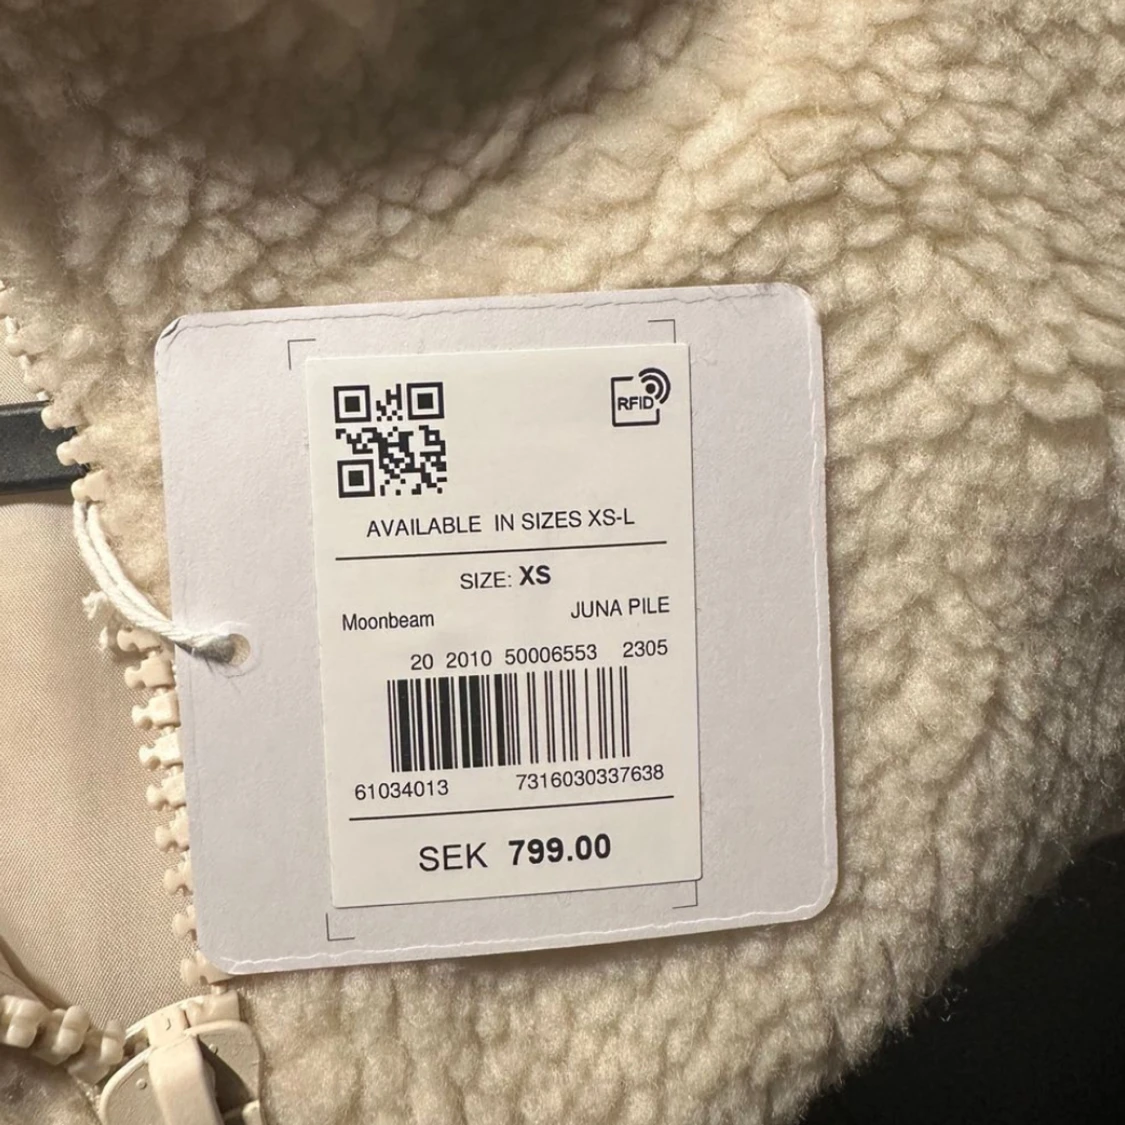 RFID
AVAILABLE IN SIZES XS-L
SIZE: XS
Moonbeam JUNA PILE
20 2010 50006553 2305
61034013 7316030337638
SEK 799.00